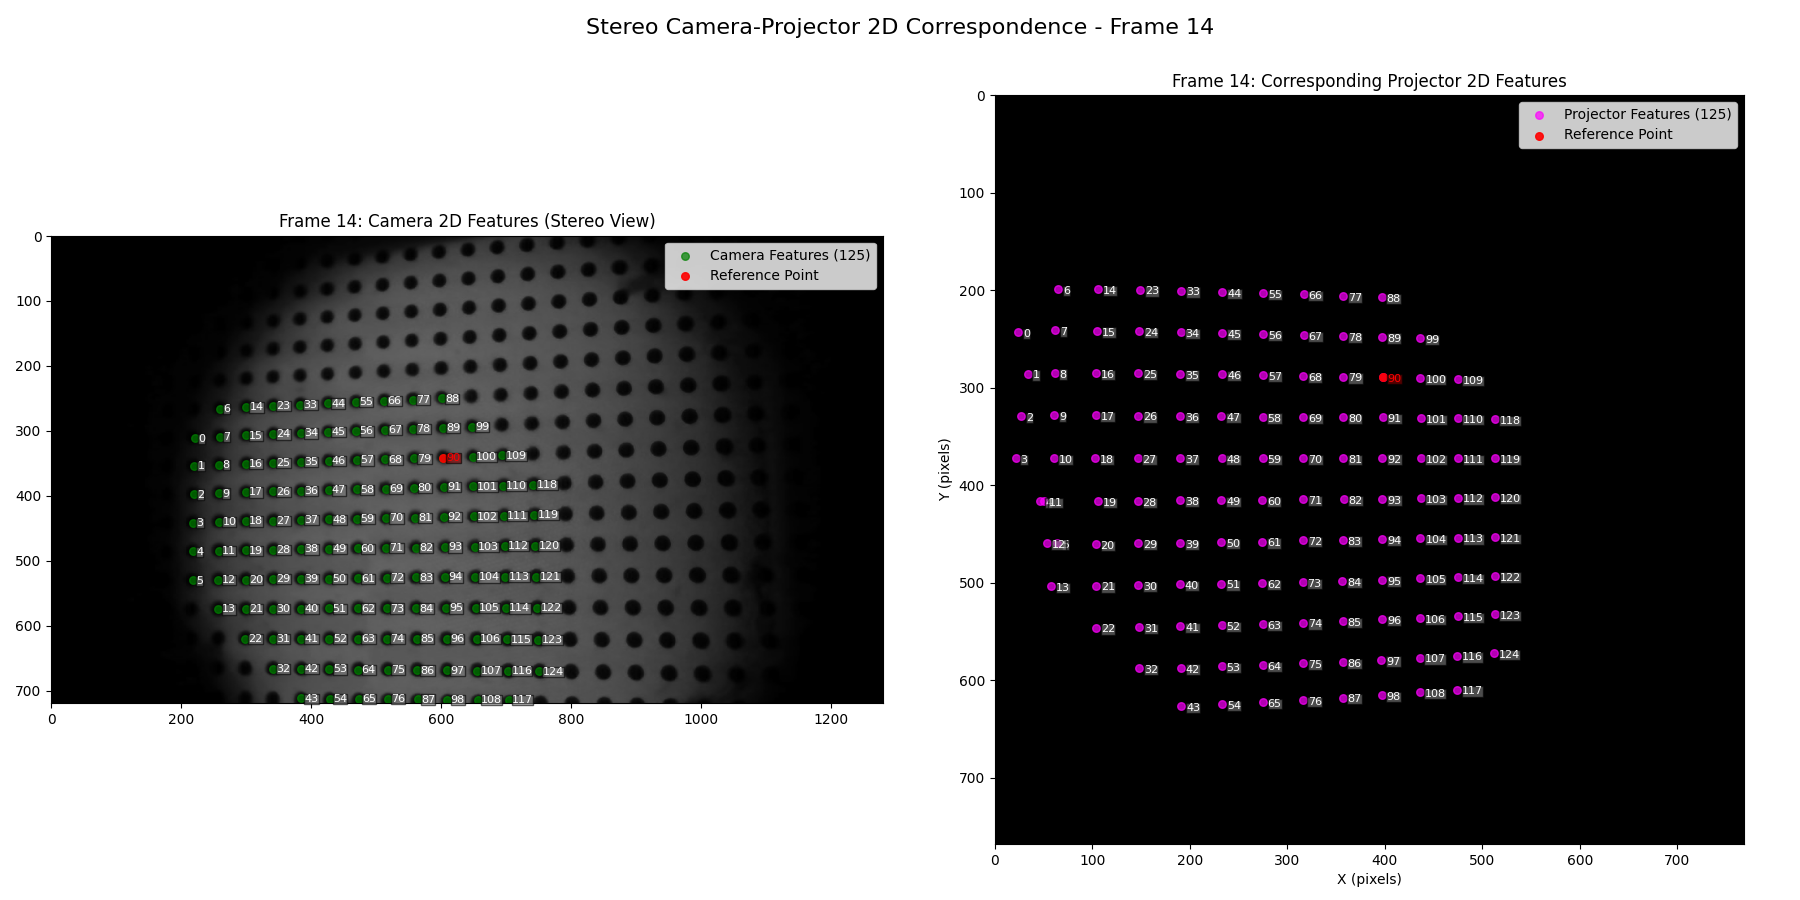 Stereo Camera-Projector 2D Correspondence - Frame 14
Frame 14: Camera 2D Features (Stereo View)
Camera Features (125)
Reference Point
0
100
200
300
400
500
600
700
0 200 400 600 800 1000 1200
6 14 23 33 44 55 66 77 88
0 7 15 24 34 45 56 67 78 89 99
1 8 16 25 35 46 57 68 79 90 100 109
2 9 17 26 36 47 58 69 80 91 101 110 118
3 10 18 27 37 48 59 70 81 92 102 111 119
4 11 19 28 38 49 60 71 82 93 103 112 120
5 12 20 29 39 50 61 72 83 94 104 113 121
13 21 30 40 51 62 73 84 95 105 114 122
22 31 41 52 63 74 85 96 106 115 123
32 42 53 64 75 86 97 107 116 124
43 54 65 76 87 98 108 117
Frame 14: Corresponding Projector 2D Features
Projector Features (125)
Reference Point
Y (pixels)
0
100
200
300
400
500
600
700
6 14 23 33 44 55 66 77 88
0 7 15 24 34 45 56 67 78 89 99
1 8 16 25 35 46 57 68 79 90 100 109
2 9 17 26 36 47 58 69 80 91 101 110 118
3 10 18 27 37 48 59 70 81 92 102 111 119
11 19 28 38 49 60 71 82 93 103 112 120
12 20 29 39 50 61 72 83 94 104 113 121
13 21 30 40 51 62 73 84 95 105 114 122
22 31 41 52 63 74 85 96 106 115 123
32 42 53 64 75 86 97 107 116 124
43 54 65 76 87 98 108 117
0 100 200 300 400 500 600 700
X (pixels)